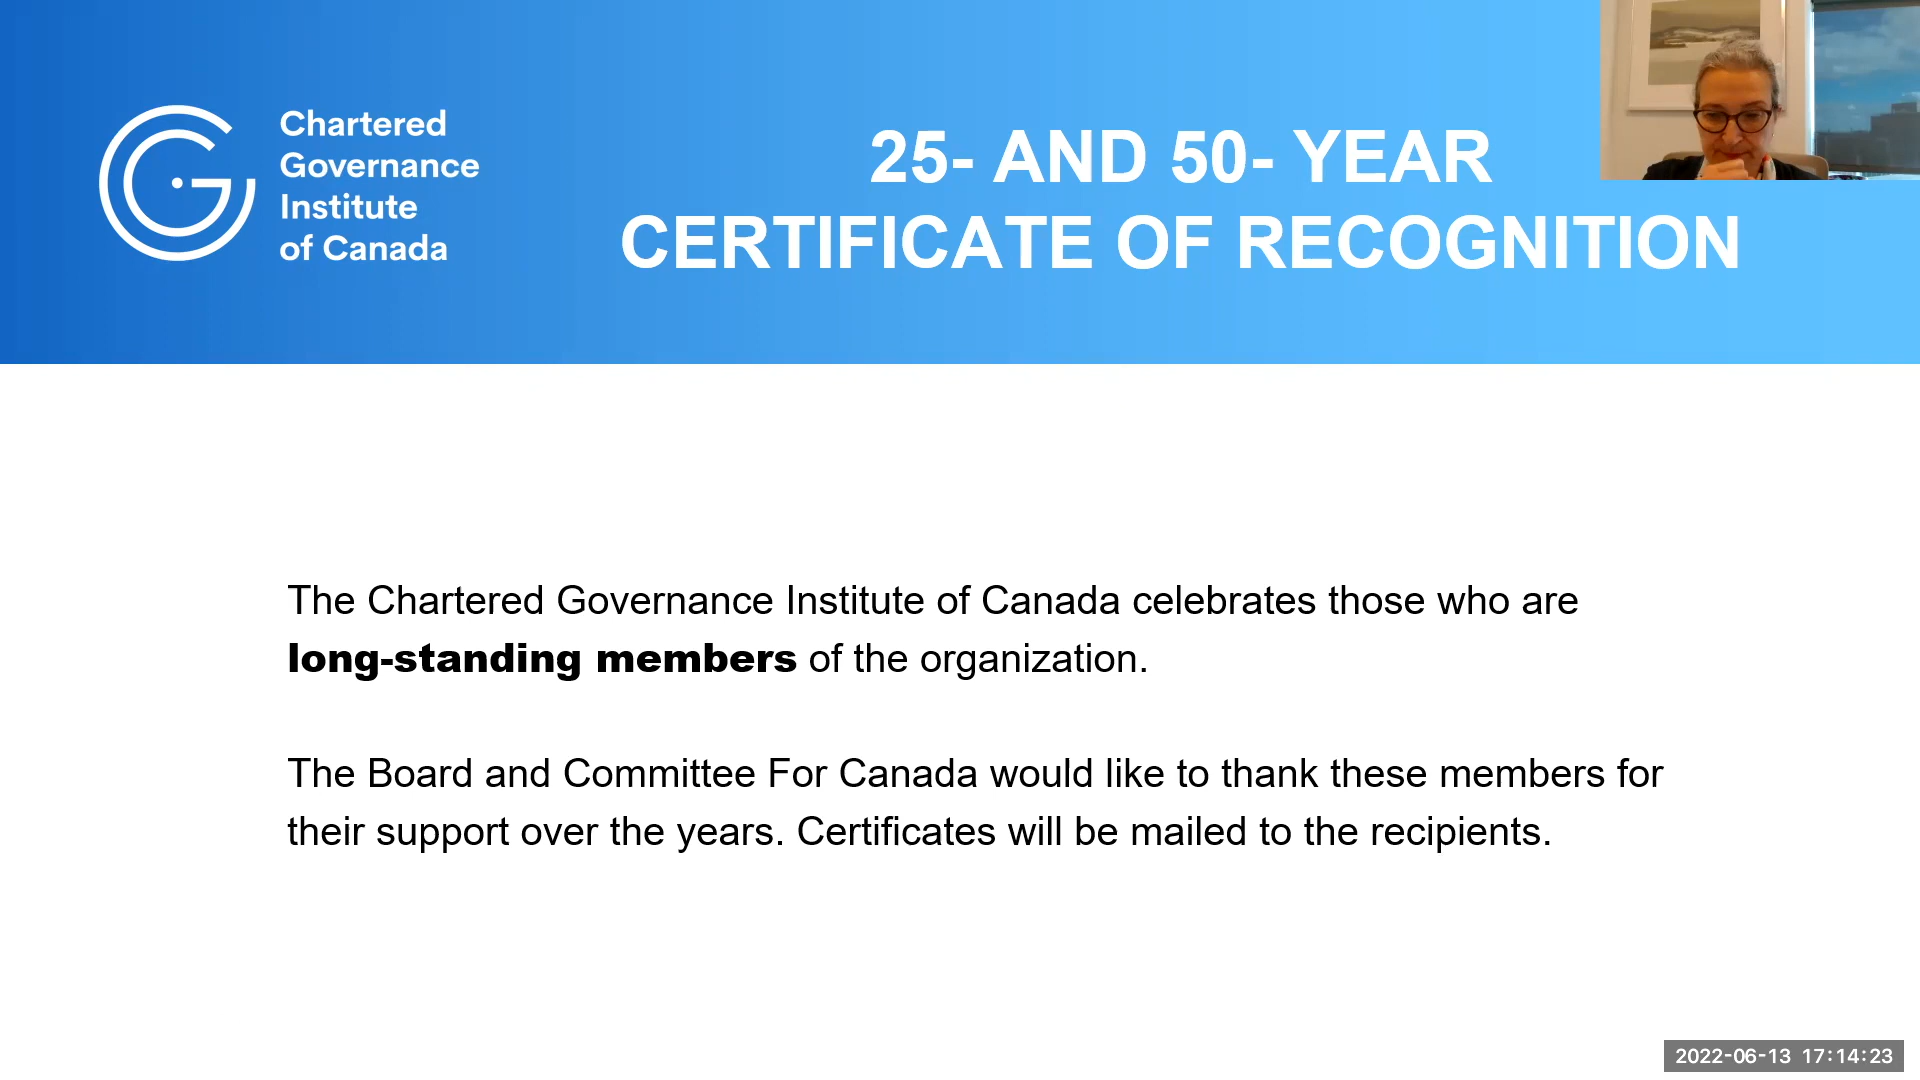 Chartered
Governance
Institute
of Canada
25- AND 50- YEAR
CERTIFICATE OF RECOGNITION
The Chartered Governance Institute of Canada celebrates those who are
long-standing members of the organization.
The Board and Committee For Canada would like to thank these members for
their support over the years. Certificates will be mailed to the recipients.
2022-06-13 17:14:23